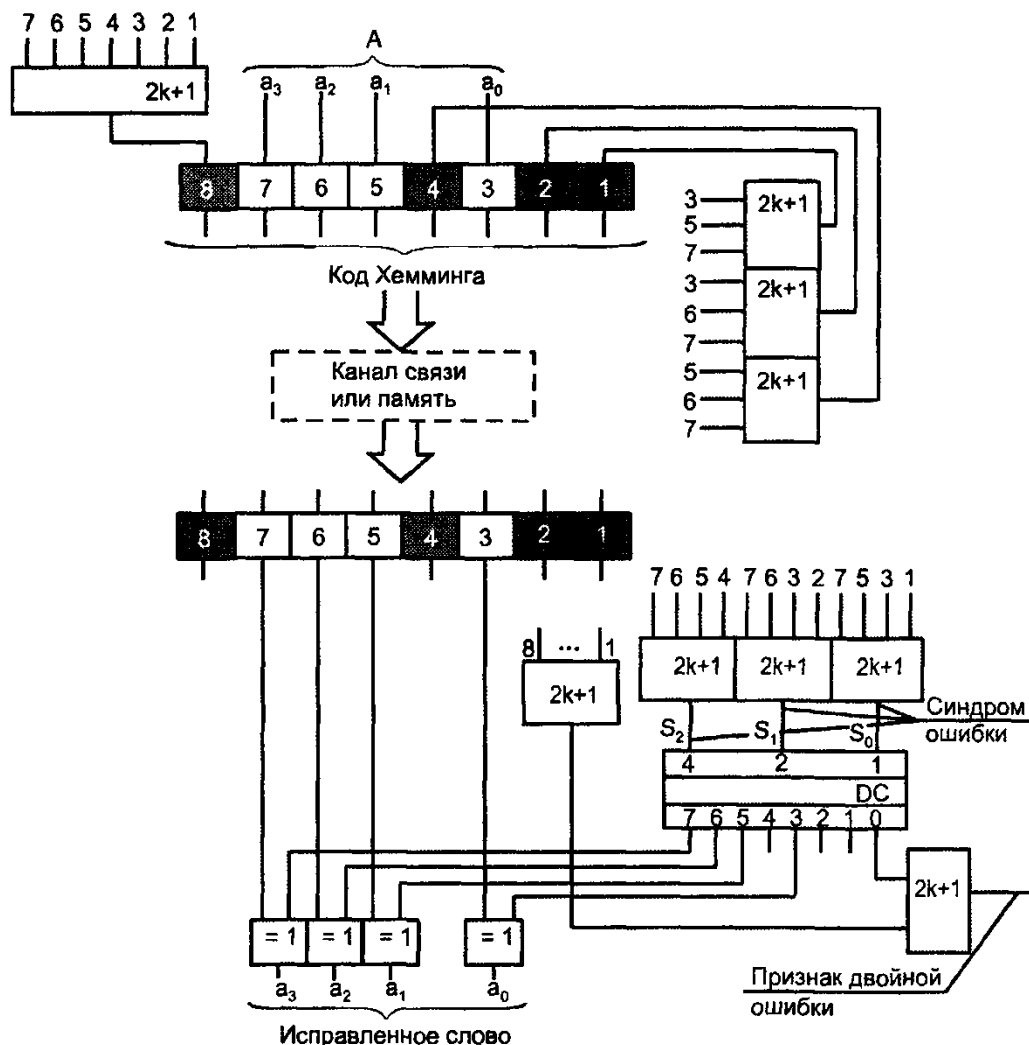 7 6 5 4 3 2 1
2k+1
A
a3 a2 a1 a0
8 7 6 5 4 3 2 1
3
5
7
2k+1
3
6
7
2k+1
5
6
7
2k+1
Код Хемминга
Канал связи
или память
8 7 6 5 4 3 2 1
7 6 5 4 7 6 3 2 7 5 3 1
2k+1 2k+1 2k+1
8 ... 1
2k+1
Синдром
ошибки
S2 S1 S0
4 2 1
DC
7 6 5 4 3 2 1 0
2k+1
= 1 = 1 = 1 = 1
a3 a2 a1 a0
Исправленное слово
Признак двойной
ошибки